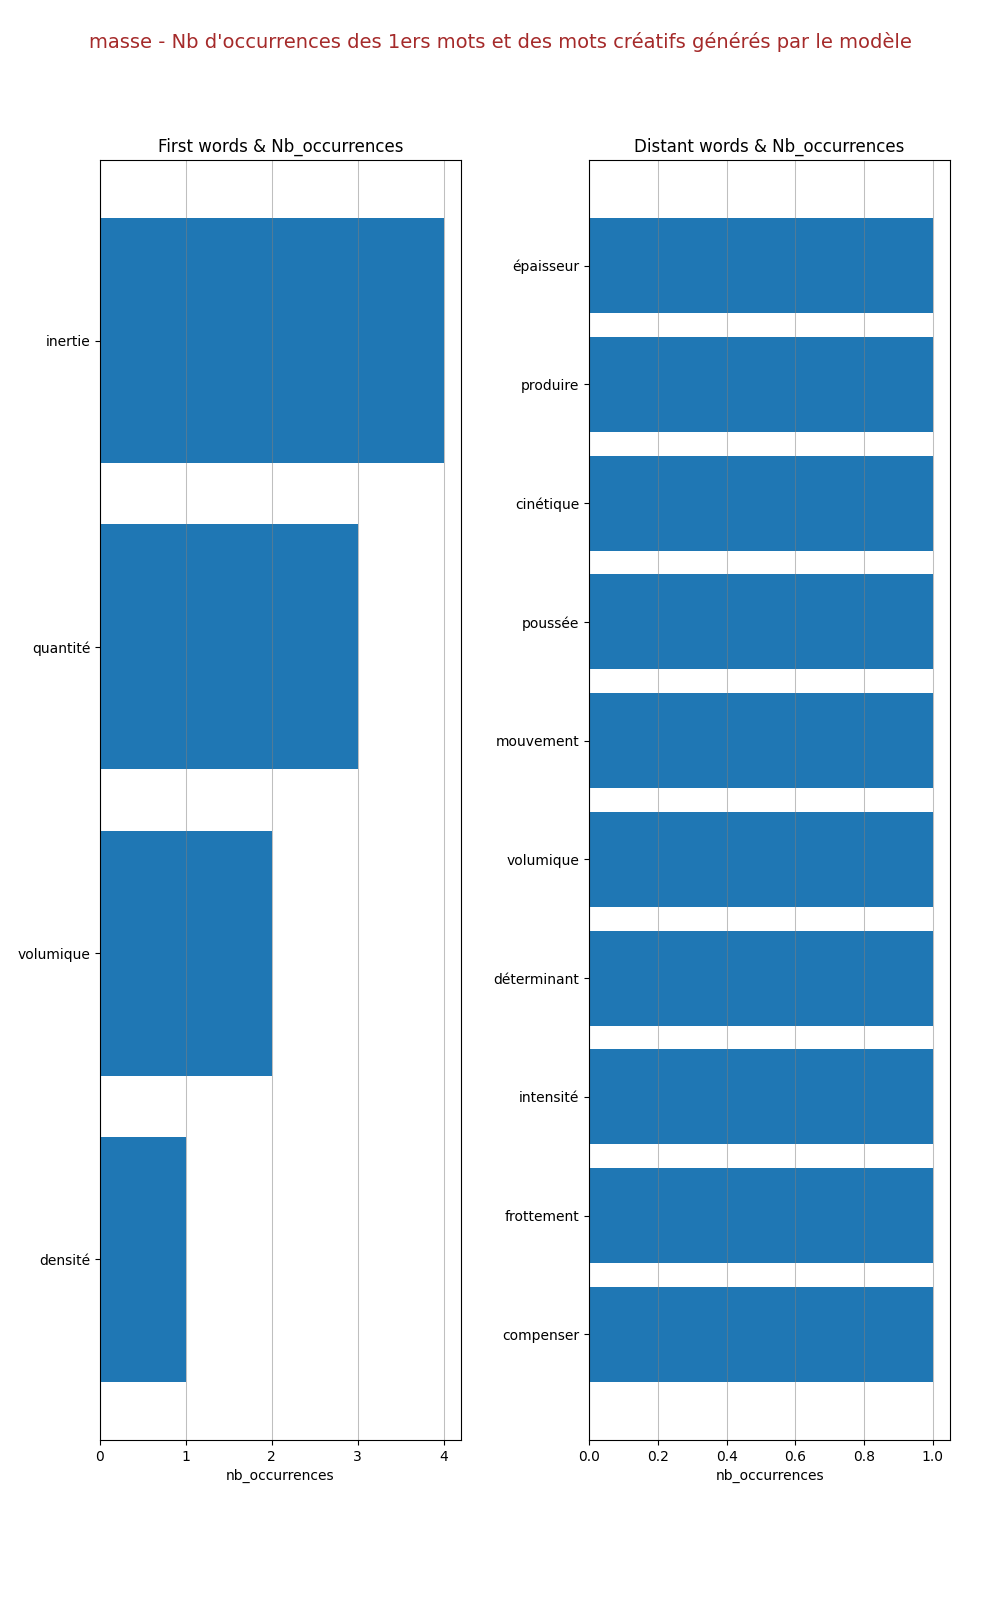 masse - Nb d'occurrences des 1ers mots et des mots créatifs générés par le modèle
First words & Nb_occurrences
inertie
quantité
volumique
densité
0 1 2 3 4
nb_occurrences
Distant words & Nb_occurrences
épaisseur
produire
cinétique
poussée
mouvement
volumique
déterminant
intensité
frottement
compenser
0.0 0.2 0.4 0.6 0.8 1.0
nb_occurrences